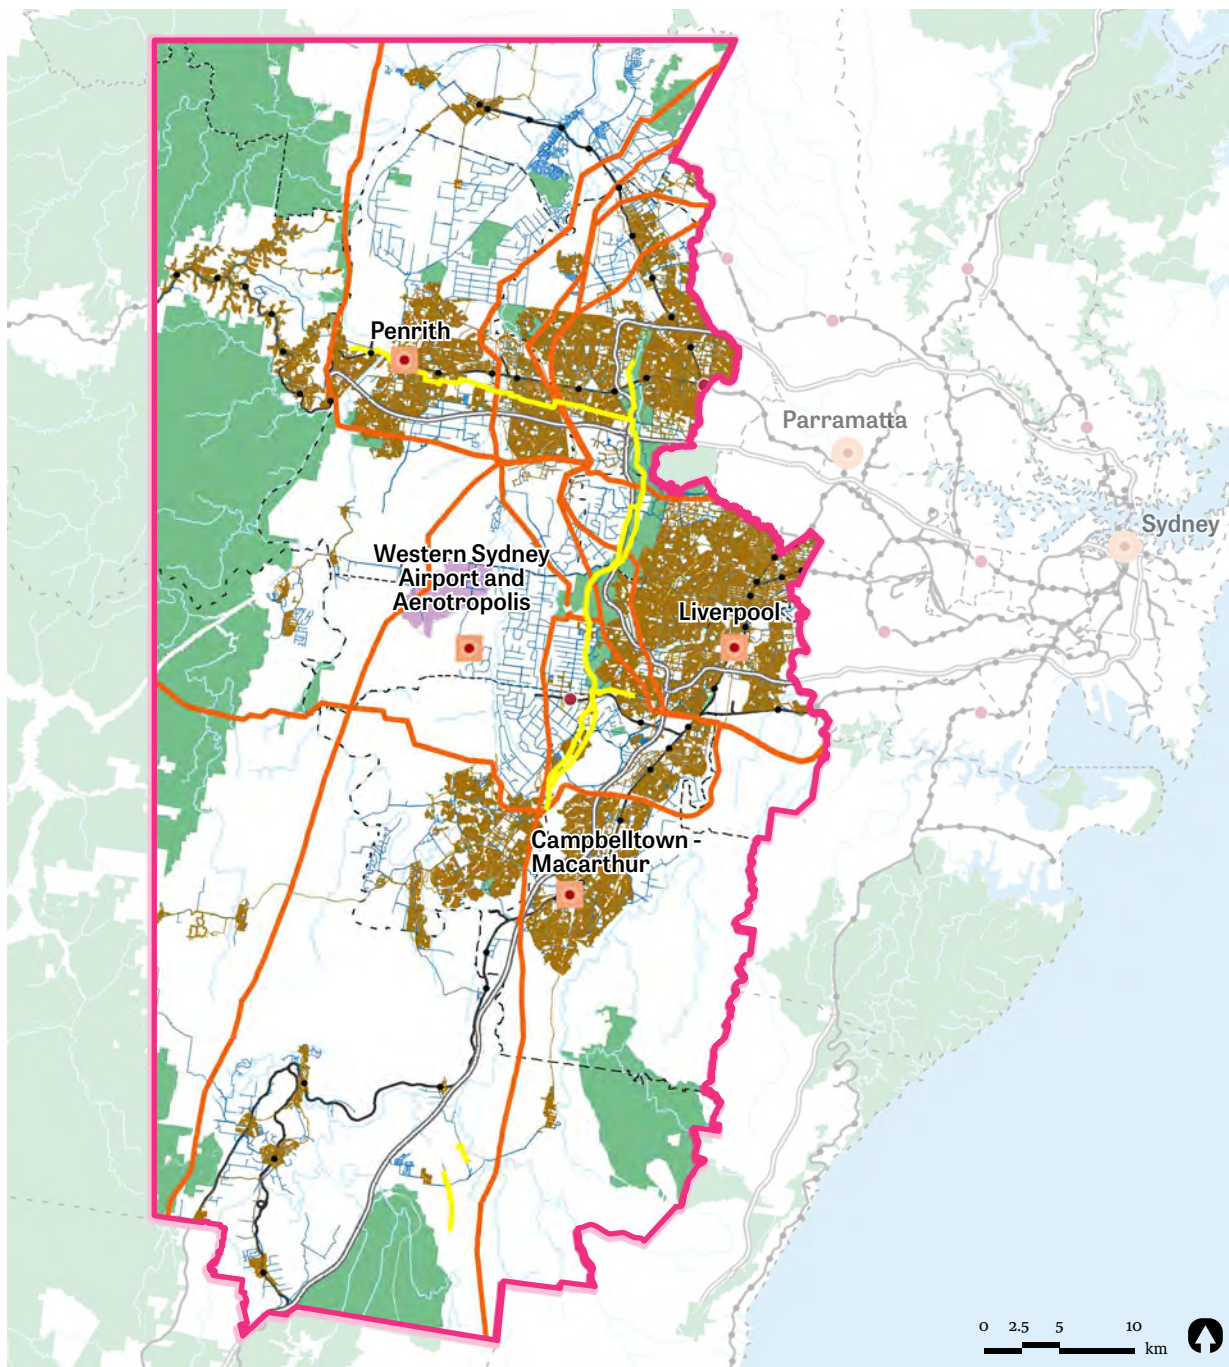 Penrith
Parramatta
Sydney
Western Sydney
Airport and
Aerotropolis
Liverpool
Campbelltown -
Macarthur
0 2.5 5 10
km